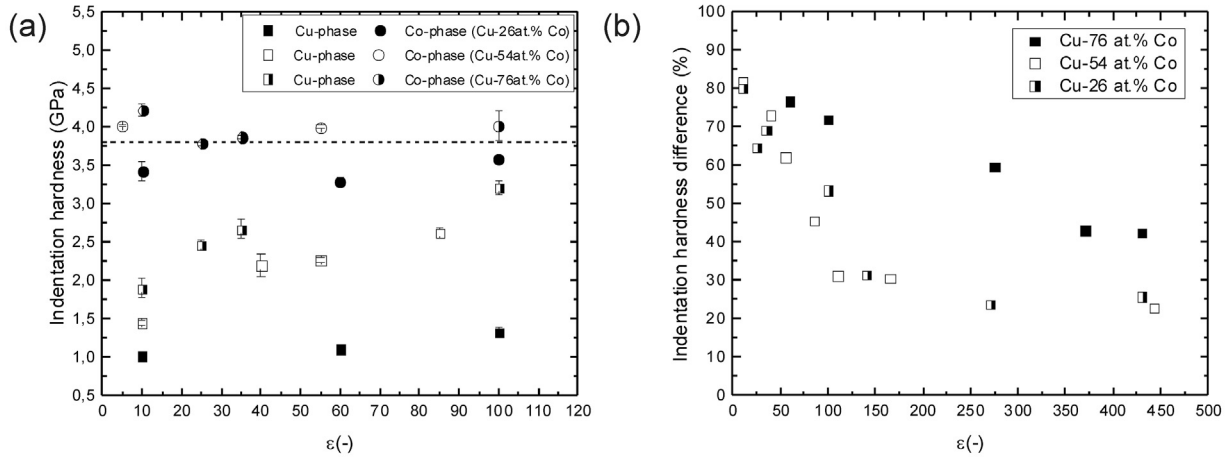 (a)
Indentation hardness (GPa)
5,5
5,0
4,5
4,0
3,5
3,0
2,5
2,0
1,5
1,0
0,5
Cu-phase Co-phase (Cu-26at.% Co)
Cu-phase Co-phase (Cu-54at.% Co)
Cu-phase Co-phase (Cu-76at.% Co)
0 10 20 30 40 50 60 70 80 90 100 110 120
ε(-)
(b)
Indentation hardness difference (%)
100
90
80
70
60
50
40
30
20
10
0
Cu-76 at.% Co
Cu-54 at.% Co
Cu-26 at.% Co
0 50 100 150 200 250 300 350 400 450 500
ε(-)